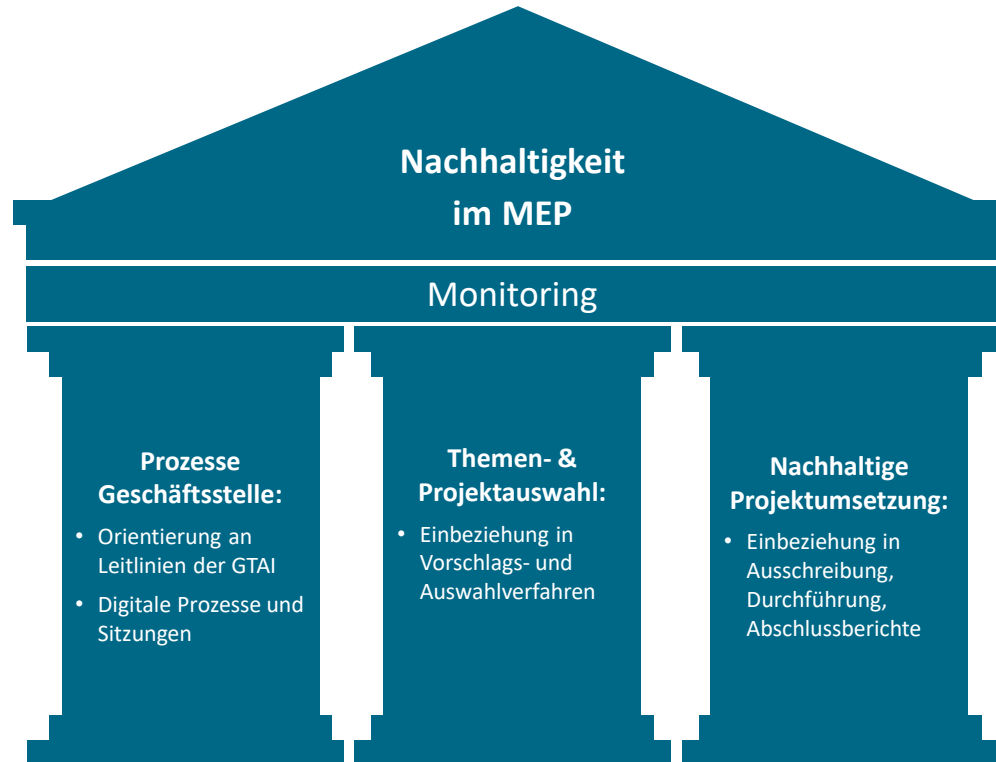 Nachhaltigkeit
im MEP
Monitoring
Prozesse
Geschäftsstelle:
• Orientierung an
Leitlinien der GTAI
• Digitale Prozesse und
Sitzungen
Themen- &
Projektauswahl:
• Einbeziehung in
Vorschlags- und
Auswahlverfahren
Nachhaltige
Projektumsetzung:
• Einbeziehung in
Ausschreibung,
Durchführung,
Abschlussberichte